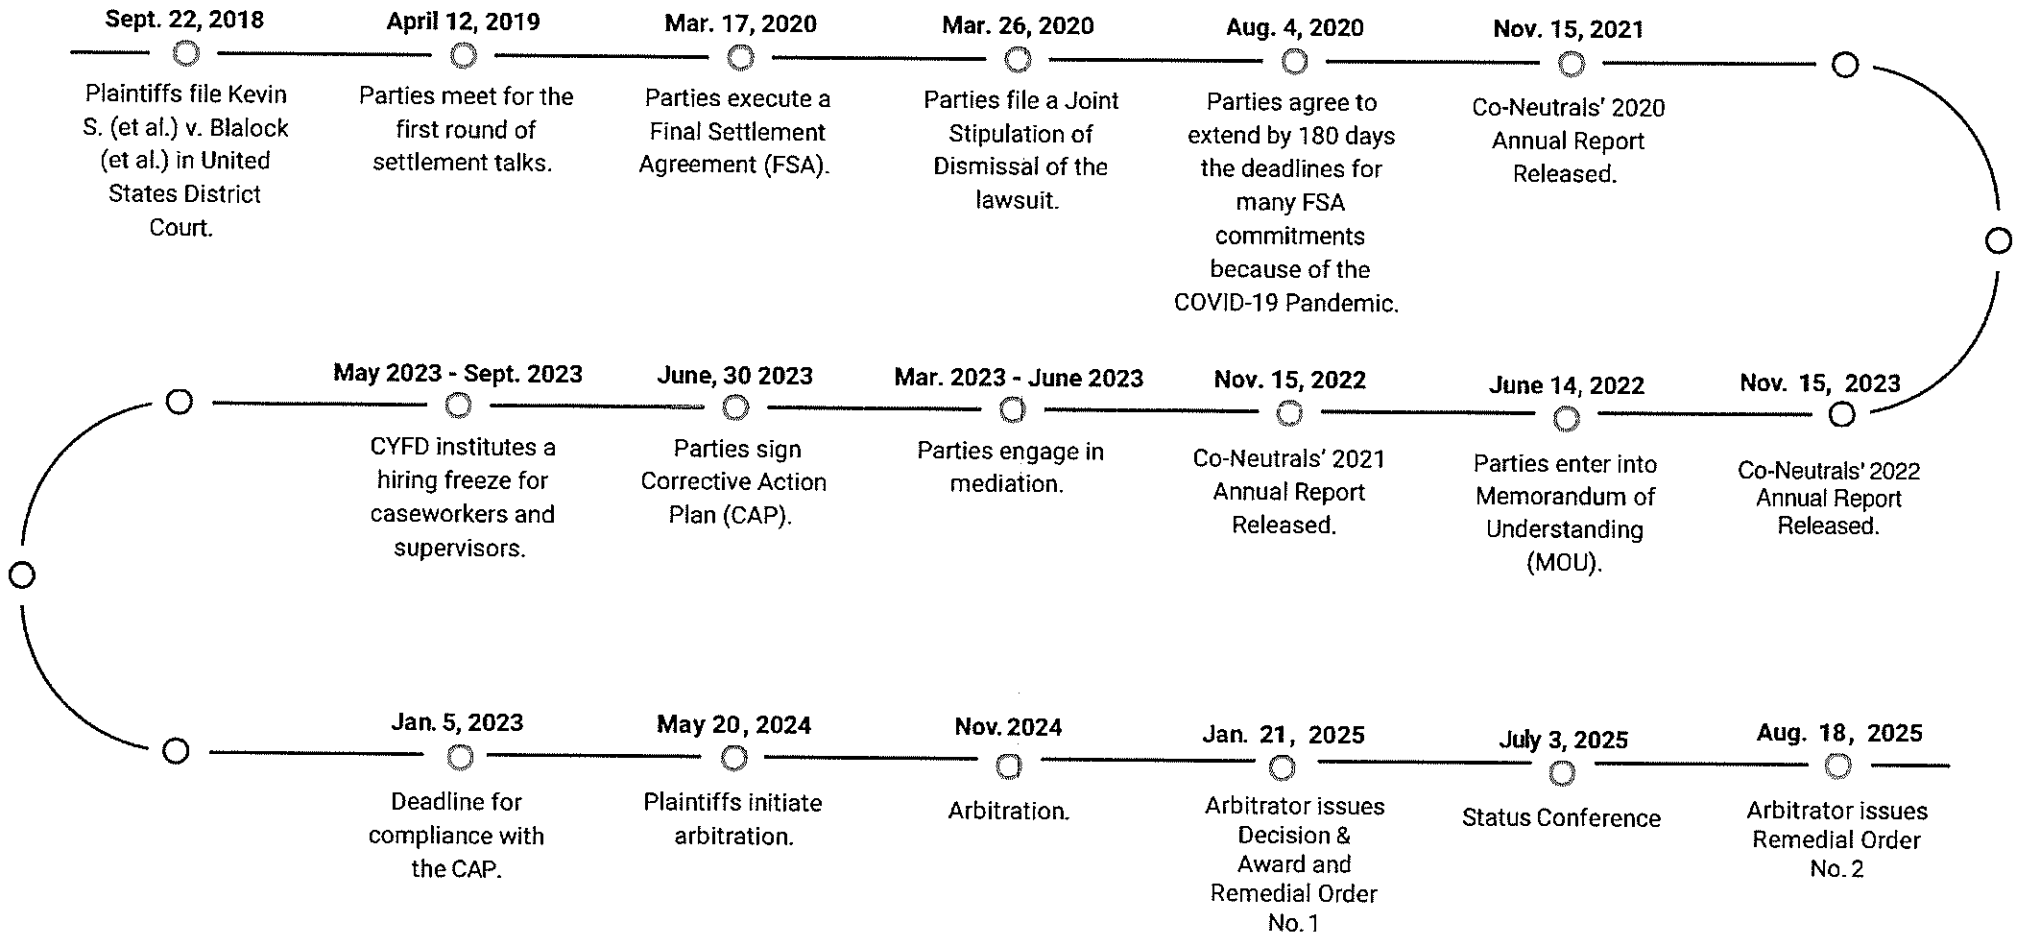 Sept. 22, 2018
Plaintiffs file Kevin
S. (et al.) v. Blalock
(et al.) in United
States District
Court.
April 12, 2019
Parties meet for the
first round of
settlement talks.
Mar. 17, 2020
Parties execute a
Final Settlement
Agreement (FSA).
Mar. 26, 2020
Parties file a Joint
Stipulation of
Dismissal of the
lawsuit.
Aug. 4, 2020
Parties agree to
extend by 180 days
the deadlines for
many FSA
commitments
because of the
COVID-19 Pandemic.
Nov. 15, 2021
Co-Neutrals' 2020
Annual Report
Released.
May 2023 - Sept. 2023
CYFD institutes a
hiring freeze for
caseworkers and
supervisors.
June, 30 2023
Parties sign
Corrective Action
Plan (CAP).
Mar. 2023 - June 2023
Parties engage in
mediation.
Nov. 15, 2022
Co-Neutrals' 2021
Annual Report
Released.
June 14, 2022
Parties enter into
Memorandum of
Understanding
(MOU).
Nov. 15, 2023
Co-Neutrals' 2022
Annual Report
Released.
Jan. 5, 2023
Deadline for
compliance with
the CAP.
May 20, 2024
Plaintiffs initiate
arbitration.
Nov. 2024
Arbitration.
Jan. 21, 2025
Arbitrator issues
Decision &
Award and
Remedial Order
No. 1
July 3, 2025
Status Conference
Aug. 18, 2025
Arbitrator issues
Remedial Order
No. 2